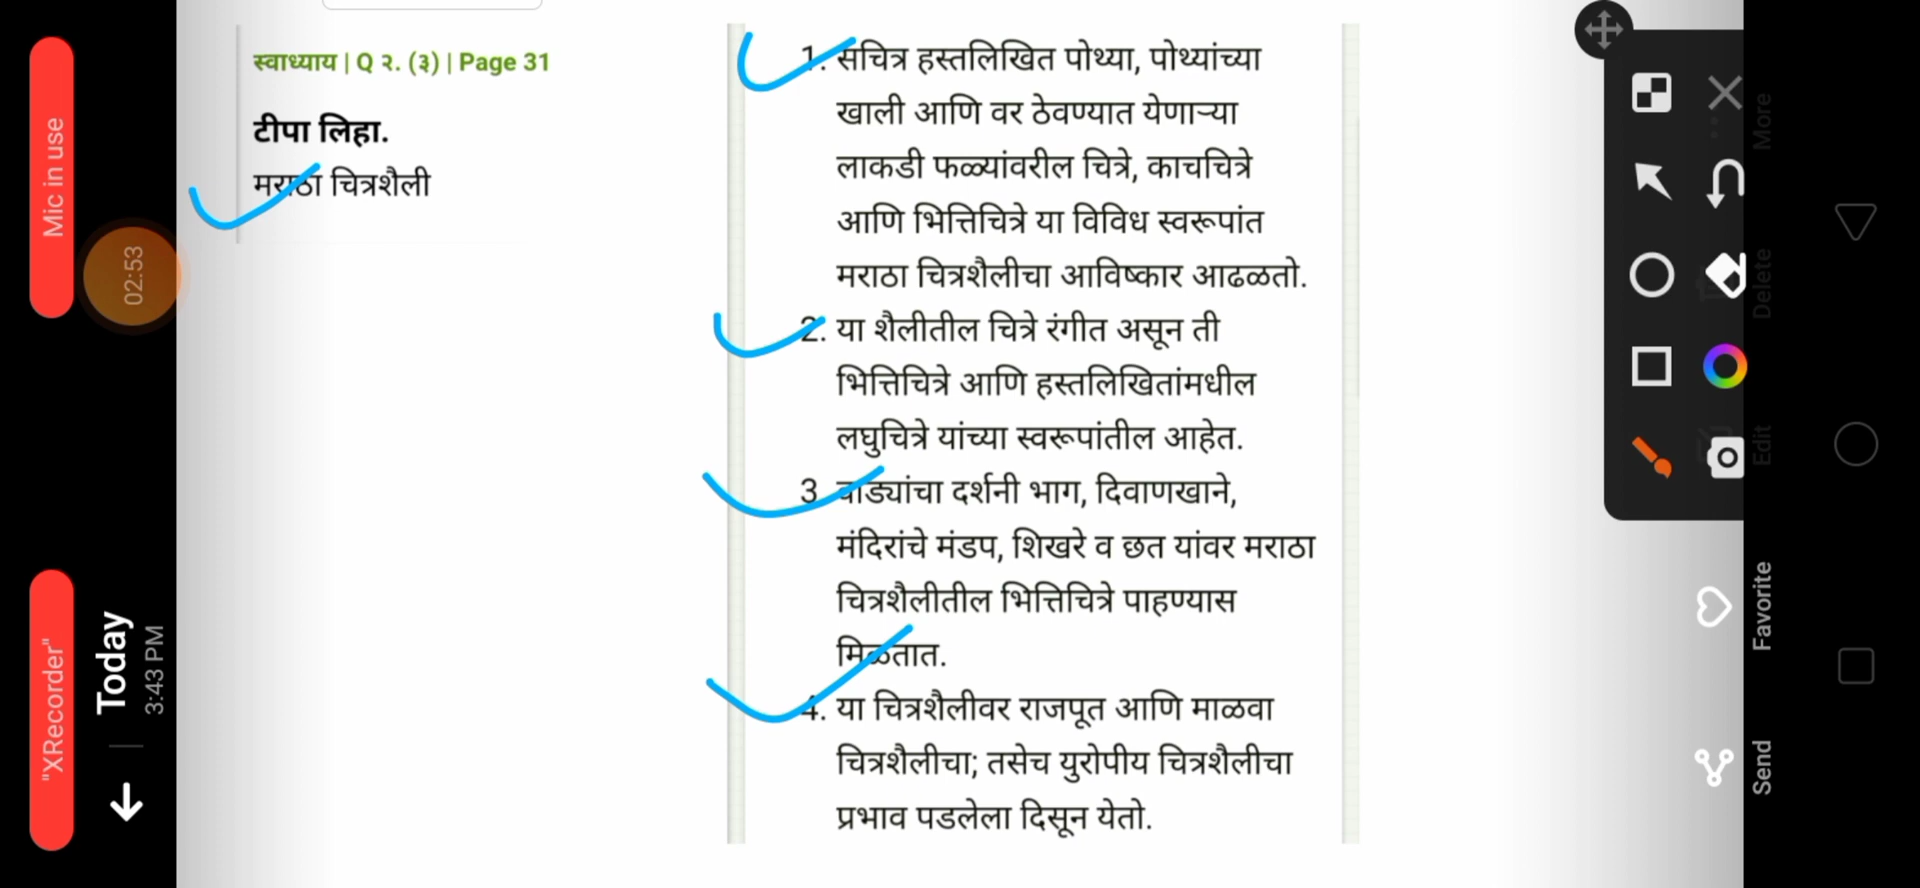 स्वाध्याय | Q २. (३) | Page 31
टीपा लिहा.
मराठा चित्रशैली
1. सचित्र हस्तलिखित पोथ्या, पोथ्यांच्या
खाली आणि वर ठेवण्यात येणाऱ्या
लाकडी फळ्यांवरील चित्रे, काचचित्रे
आणि भित्तिचित्रे या विविध स्वरूपांत
मराठा चित्रशैलीचा आविष्कार आढळतो.
2. या शैलीतील चित्रे रंगीत असून ती
भित्तिचित्रे आणि हस्तलिखितांमधील
लघुचित्रे यांच्या स्वरूपांतील आहेत.
3. वाड्यांचा दर्शनी भाग, दिवाणखाने,
मंदिरांचे मंडप, शिखरे व छत यांवर मराठा
चित्रशैलीतील भित्तिचित्रे पाहण्यास
मिळतात.
4. या चित्रशैलीवर राजपूत आणि माळवा
चित्रशैलीचा; तसेच युरोपीय चित्रशैलीचा
प्रभाव पडलेला दिसून येतो.
Mic in use
"XRecorder"
02:53
Today
3:43 PM
More
Delete
Edit
Favorite
Send